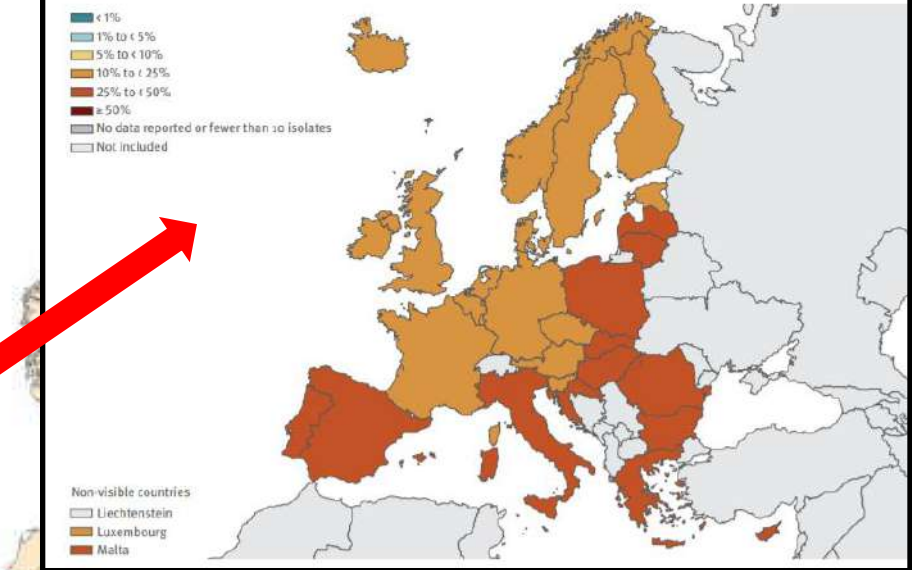 < 1%
1% to < 5%
5% to < 10%
10% to < 25%
25% to < 50%
≥ 50%
No data reported or fewer than 10 isolates
Not included
Non-visible countries
Liechtenstein
Luxembourg
Malta